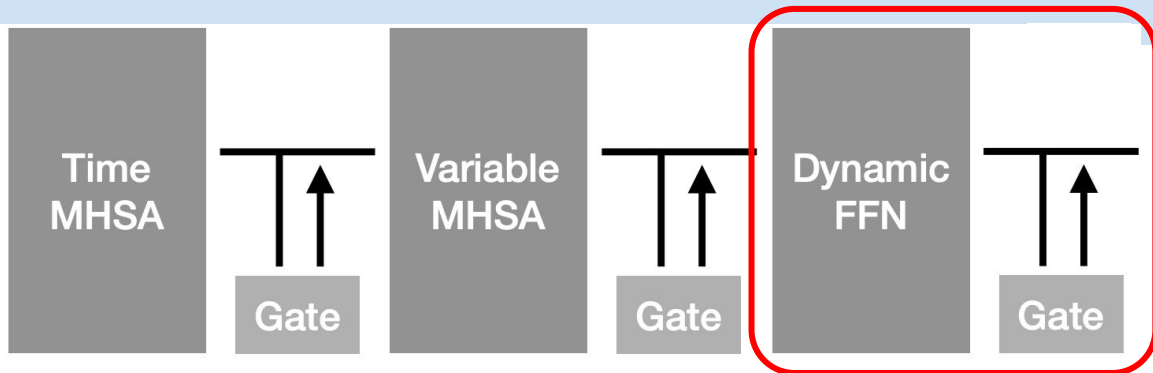 Time
MHSA
Gate
Variable
MHSA
Gate
Dynamic
FFN
Gate